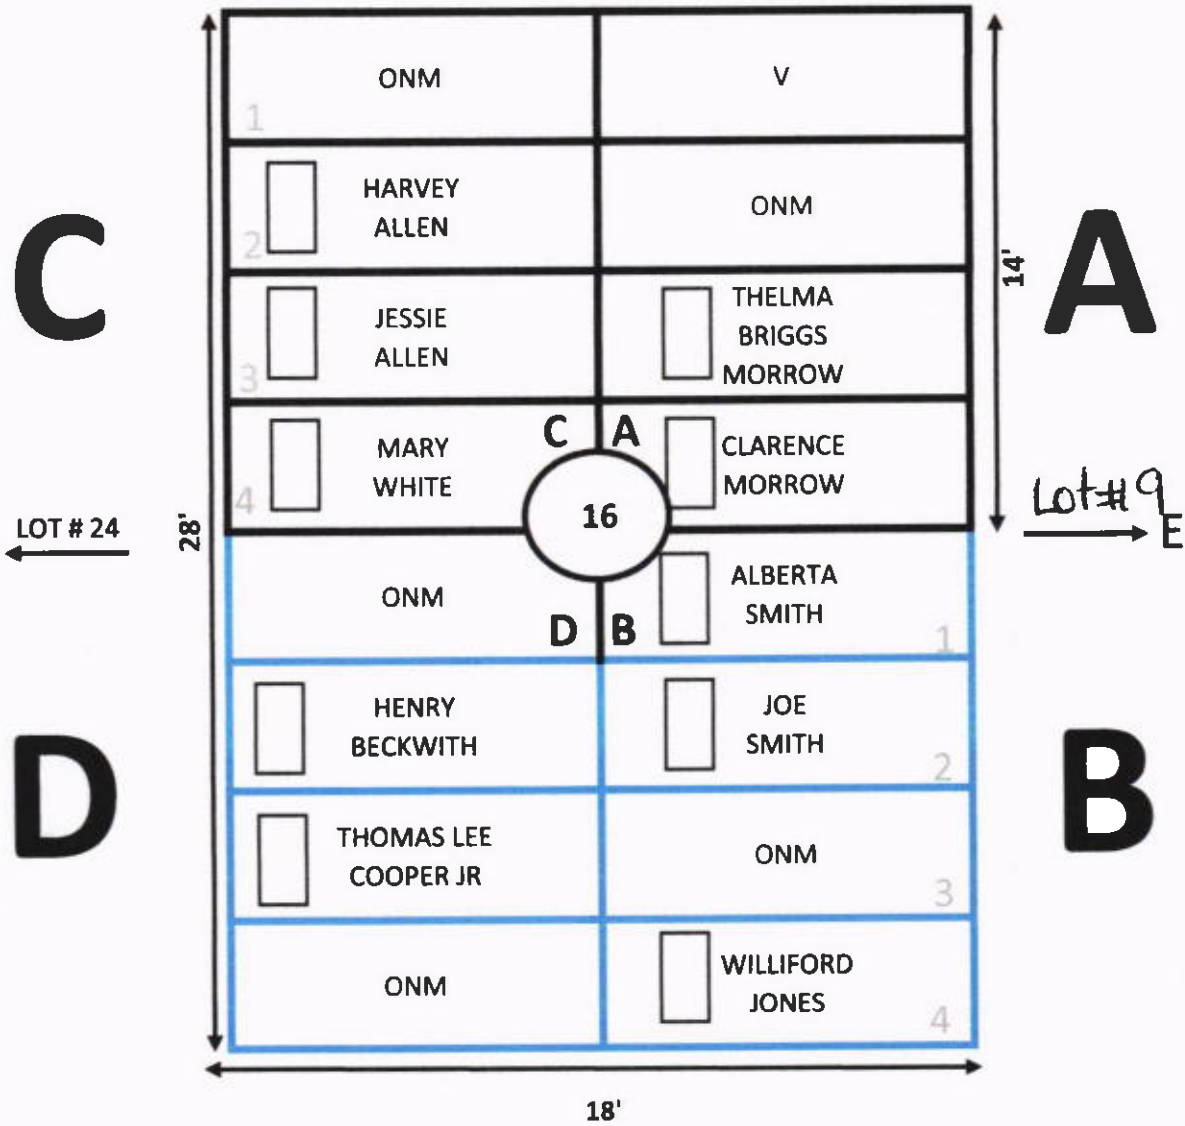 ONM
V
1
HARVEY
ALLEN
2
ONM
C
A
14'
JESSIE
ALLEN
3
THELMA
BRIGGS
MORROW
MARY
WHITE
4
C A
CLARENCE
MORROW
16
LOT # 24
28'
Lot # 9
E
ONM
D B
ALBERTA
SMITH
1
HENRY
BECKWITH
JOE
SMITH
2
D
B
THOMAS LEE
COOPER JR
ONM
3
ONM
WILLIFORD
JONES
4
18'